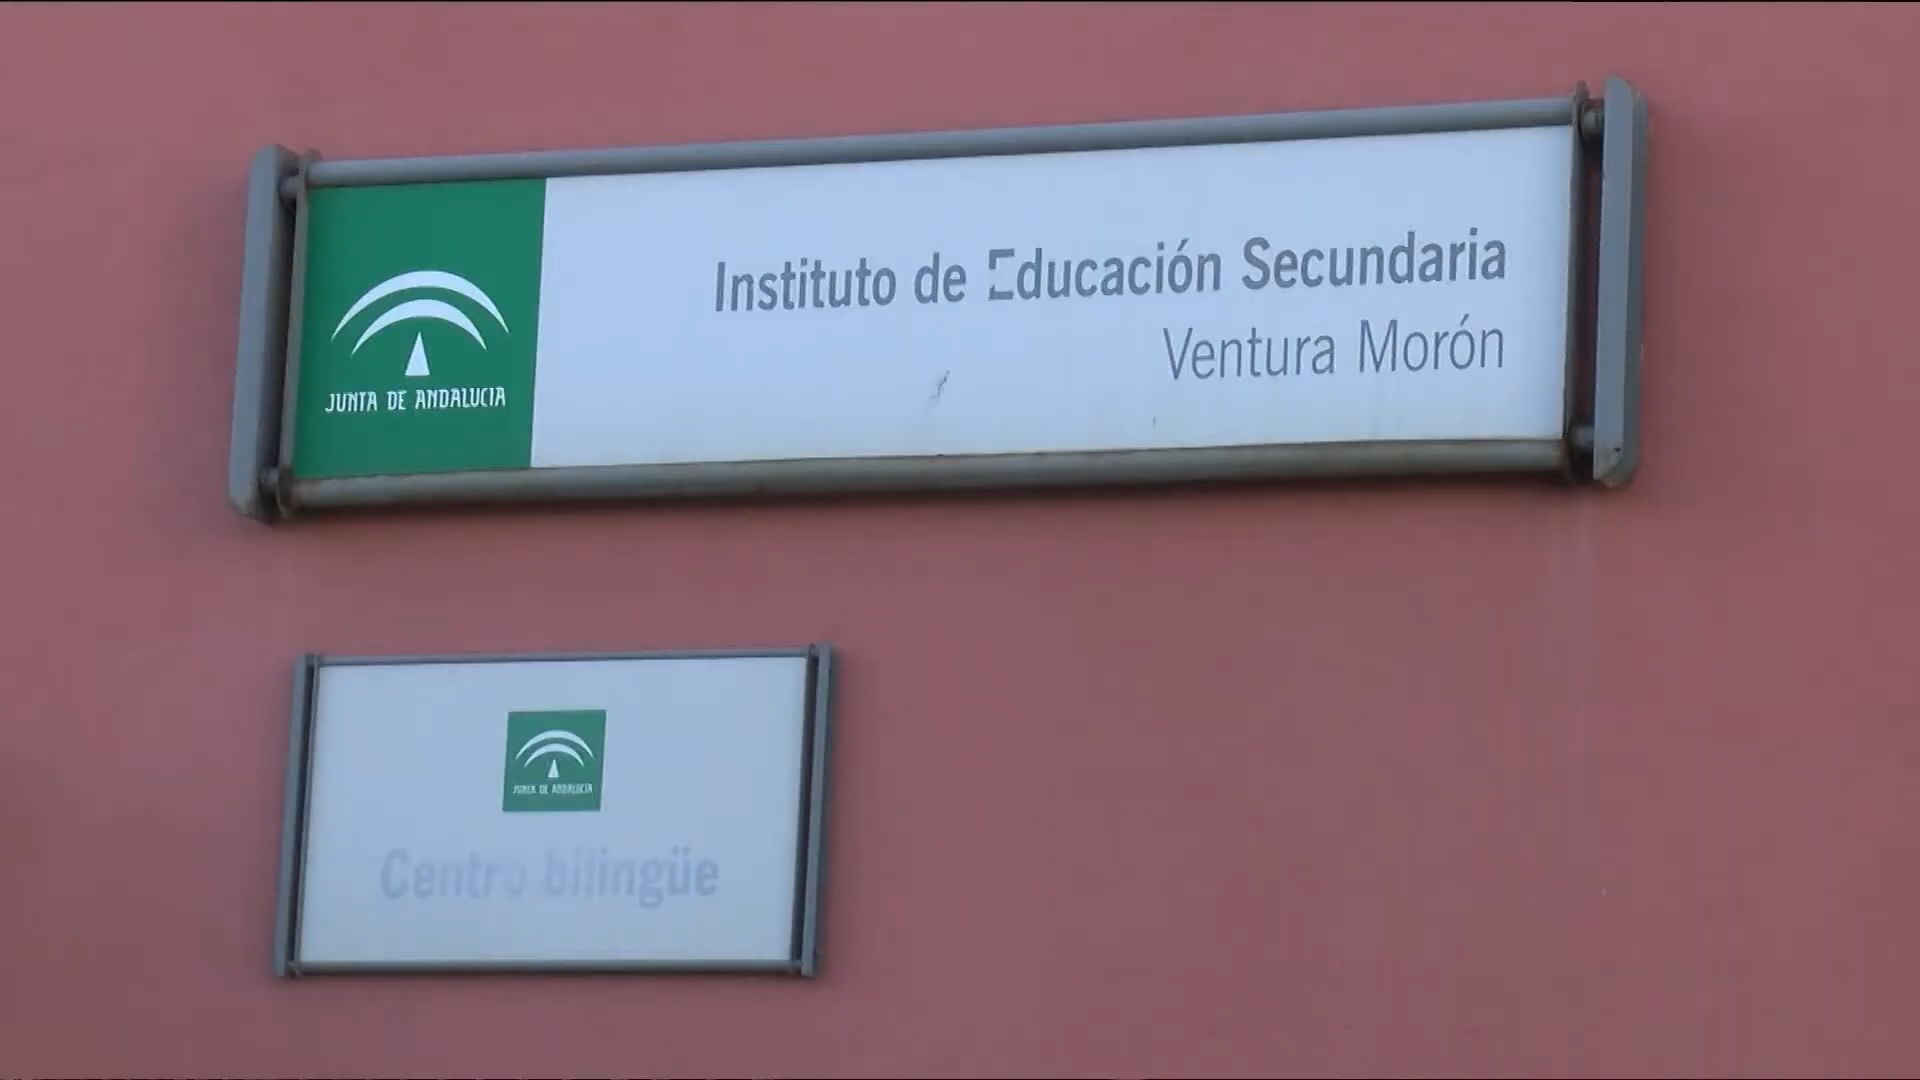 Instituto de Educación Secundaria
Ventura Morón
JUNTA DE ANDALUCIA
JUNTA DE ANDALUCIA
Centro bilingüe